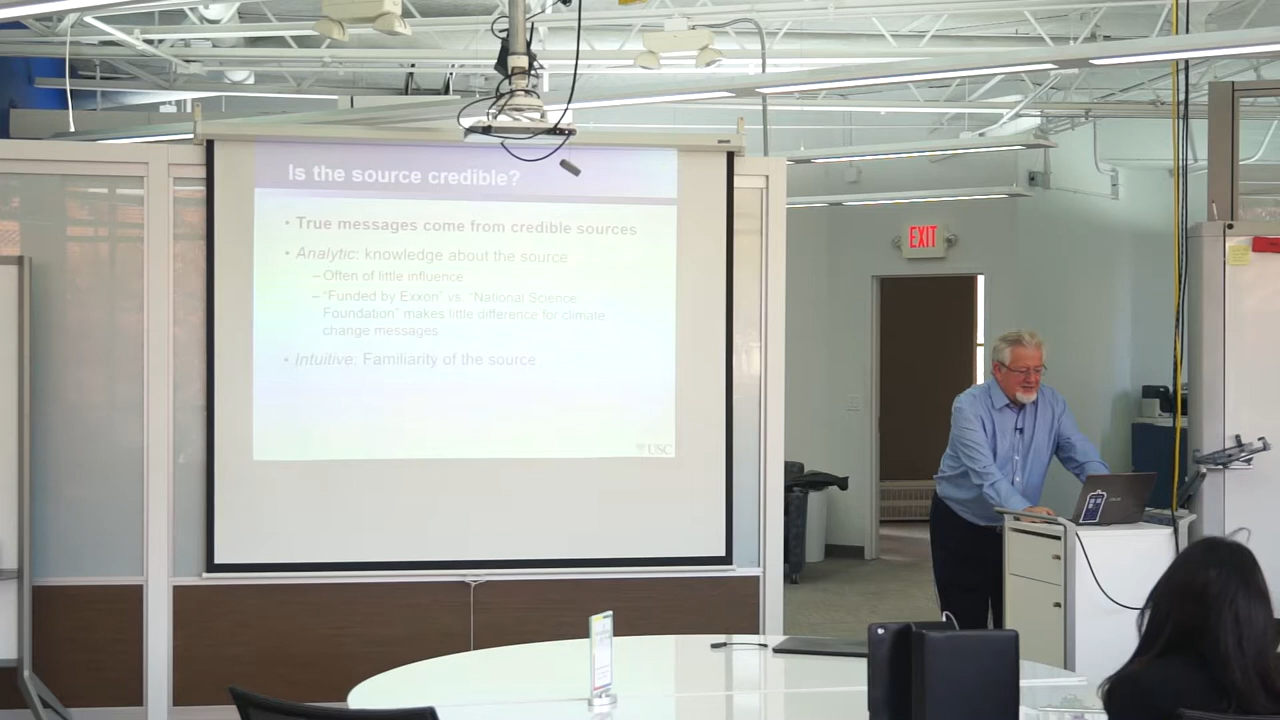 Is the source credible?
• True messages come from credible sources
• Analytic: knowledge about the source
– Often of little influence
– “Funded by Exxon” vs. “National Science
Foundation” makes little difference for climate
change messages
• Intuitive: Familiarity of the source
USC
EXIT